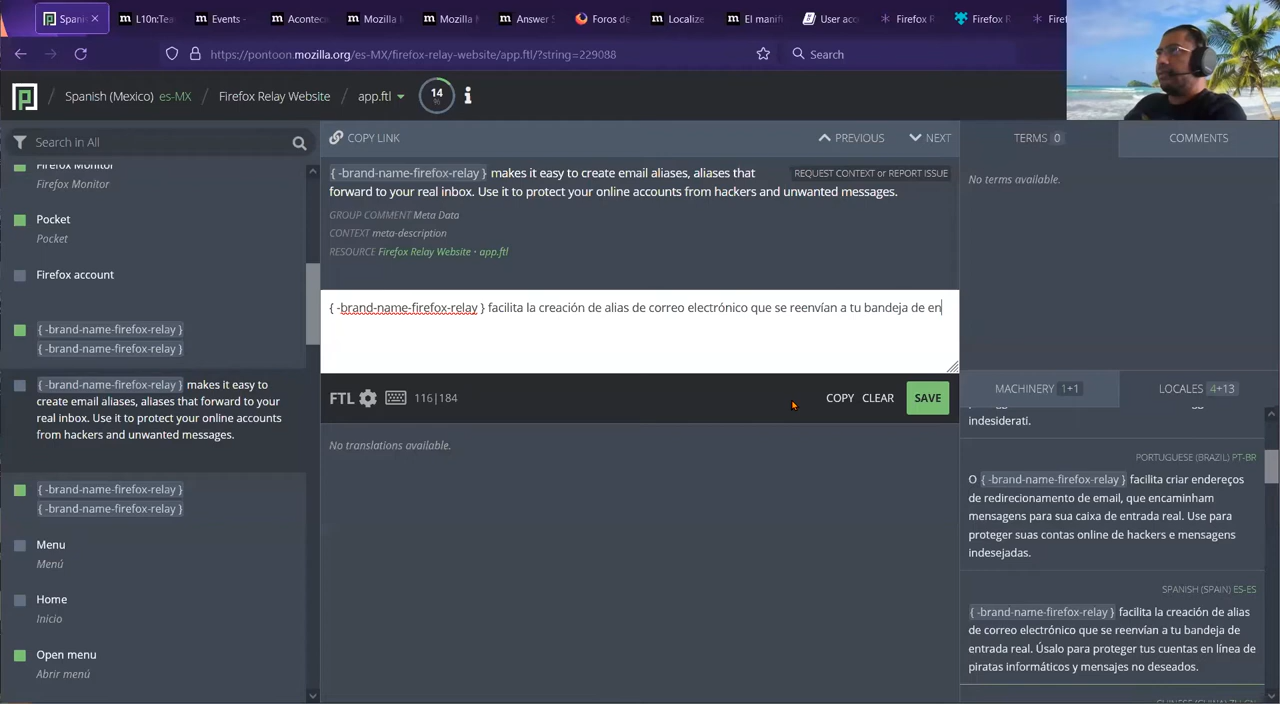 Spani
L10n:Tea
Events -
Aconteci
Mozilla l
Mozilla M
Answer S
Foros de
Localize
El manifi
User acc
Firefox R
Firefox R
Firef
https://pontoon.mozilla.org/es-MX/firefox-relay-website/app.ftl/?string=229088
Search
Spanish (Mexico) es-MX
Firefox Relay Website
app.ftl
14
%
Search in All
Firefox Monitor
Firefox Monitor
Pocket
Pocket
Firefox account
{ -brand-name-firefox-relay }
{ -brand-name-firefox-relay }
{ -brand-name-firefox-relay } makes it easy to
create email aliases, aliases that forward to your
real inbox. Use it to protect your online accounts
from hackers and unwanted messages.
{ -brand-name-firefox-relay }
{ -brand-name-firefox-relay }
Menu
Menú
Home
Inicio
Open menu
Abrir menú
COPY LINK
PREVIOUS
NEXT
{ -brand-name-firefox-relay } makes it easy to create email aliases, aliases that
forward to your real inbox. Use it to protect your online accounts from hackers and unwanted messages.
REQUEST CONTEXT or REPORT ISSUE
GROUP COMMENT Meta Data
CONTEXT meta-description
RESOURCE Firefox Relay Website • app.ftl
{ -brand-name-firefox-relay } facilita la creación de alias de correo electrónico que se reenvían a tu bandeja de en
FTL
116|184
COPY
CLEAR
SAVE
No translations available.
TERMS 0
COMMENTS
No terms available.
MACHINERY 1+1
LOCALES 4+13
indesiderati.
PORTUGUESE (BRAZIL) PT-BR
O { -brand-name-firefox-relay } facilita criar endereços
de redirecionamento de email, que encaminham
mensagens para sua caixa de entrada real. Use para
proteger suas contas online de hackers e mensagens
indesejadas.
SPANISH (SPAIN) ES-ES
{ -brand-name-firefox-relay } facilita la creación de alias
de correo electrónico que se reenvían a tu bandeja de
entrada real. Úsalo para proteger tus cuentas en línea de
piratas informáticos y mensajes no deseados.